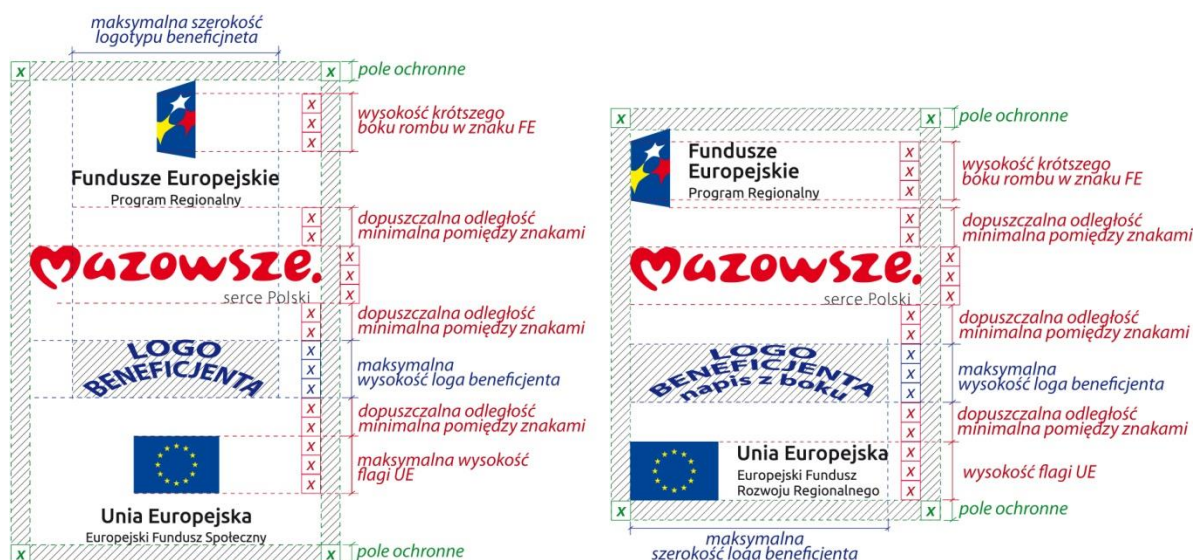 maksymalna szerokość
logotypu beneficjneta
x
x
pole ochronne
x
x
x
wysokość krótszego
boku rombu w znaku FE
Fundusze Europejskie
Program Regionalny
x
x
dopuszczalna odległość
minimalna pomiędzy znakami
mazowsze.
serce Polski
x
x
x
x
x
dopuszczalna odległość
minimalna pomiędzy znakami
LOGO
BENEFICJENTA
x
x
x
maksymalna
wysokość loga beneficjenta
x
x
dopuszczalna odległość
minimalna pomiędzy znakami
x
x
x
maksymalna wysokość
flagi UE
Unia Europejska
Europejski Fundusz Społeczny
x
x
pole ochronne
x
x
pole ochronne
Fundusze
Europejskie
Program Regionalny
x
x
x
wysokość krótszego
boku rombu w znaku FE
x
x
dopuszczalna odległość
minimalna pomiędzy znakami
mazowsze.
serce Polski
x
x
x
x
x
dopuszczalna odległość
minimalna pomiędzy znakami
LOGO
BENEFICJENTA
napis z boku
x
x
x
maksymalna
wysokość loga beneficjenta
x
x
dopuszczalna odległość
minimalna pomiędzy znakami
Unia Europejska
Europejski Fundusz
Rozwoju Regionalnego
x
x
x
wysokość flagi UE
x
x
pole ochronne
maksymalna
szerokość loga beneficjenta